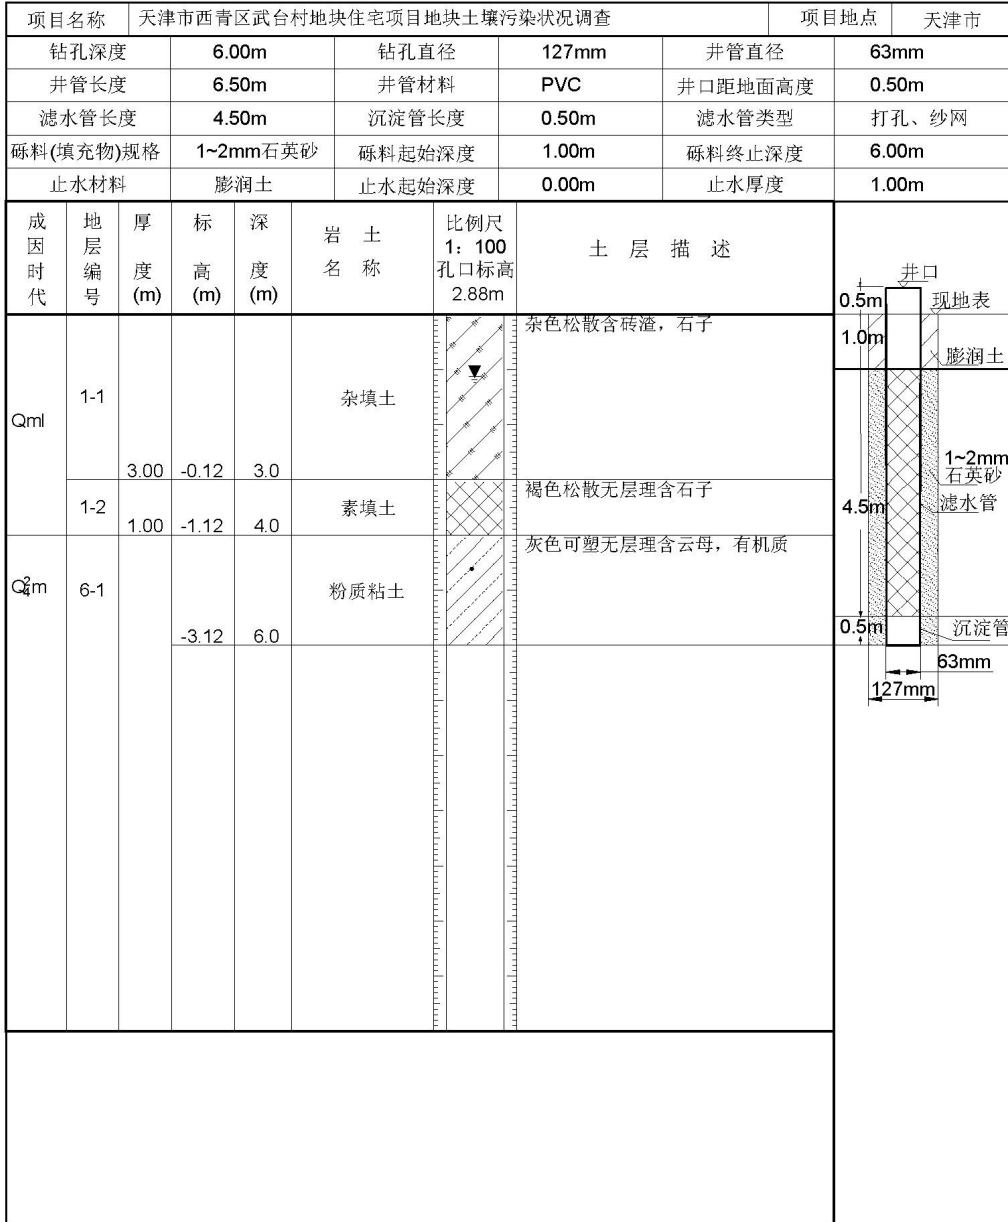 项目名称 天津市西青区武台村地块住宅项目地块土壤污染状况调查 项目地点 天津市
钻孔深度 6.00m 钻孔直径 127mm 井管直径 63mm
井管长度 6.50m 井管材料 PVC 井口距地面高度 0.50m
滤水管长度 4.50m 沉淀管长度 0.50m 滤水管类型 打孔、纱网
砾料(填充物)规格 1~2mm石英砂 砾料起始深度 1.00m 砾料终止深度 6.00m
止水材料 膨润土 止水起始深度 0.00m 止水厚度 1.00m
成因时代 地层编号 厚度(m) 标高(m) 深度(m) 岩土名称 比例尺 1：100 孔口标高 2.88m 土层描述
Qml 1-1 3.00 -0.12 3.0 杂填土 杂色松散含砖渣，石子
1-2 1.00 -1.12 4.0 素填土 褐色松散无层理含石子
Q₄²m 6-1 -3.12 6.0 粉质粘土 灰色可塑无层理含云母，有机质
井口
0.5m 现地表
1.0m
膨润土
1~2mm
石英砂
4.5m 滤水管
0.5m 沉淀管
63mm
127mm